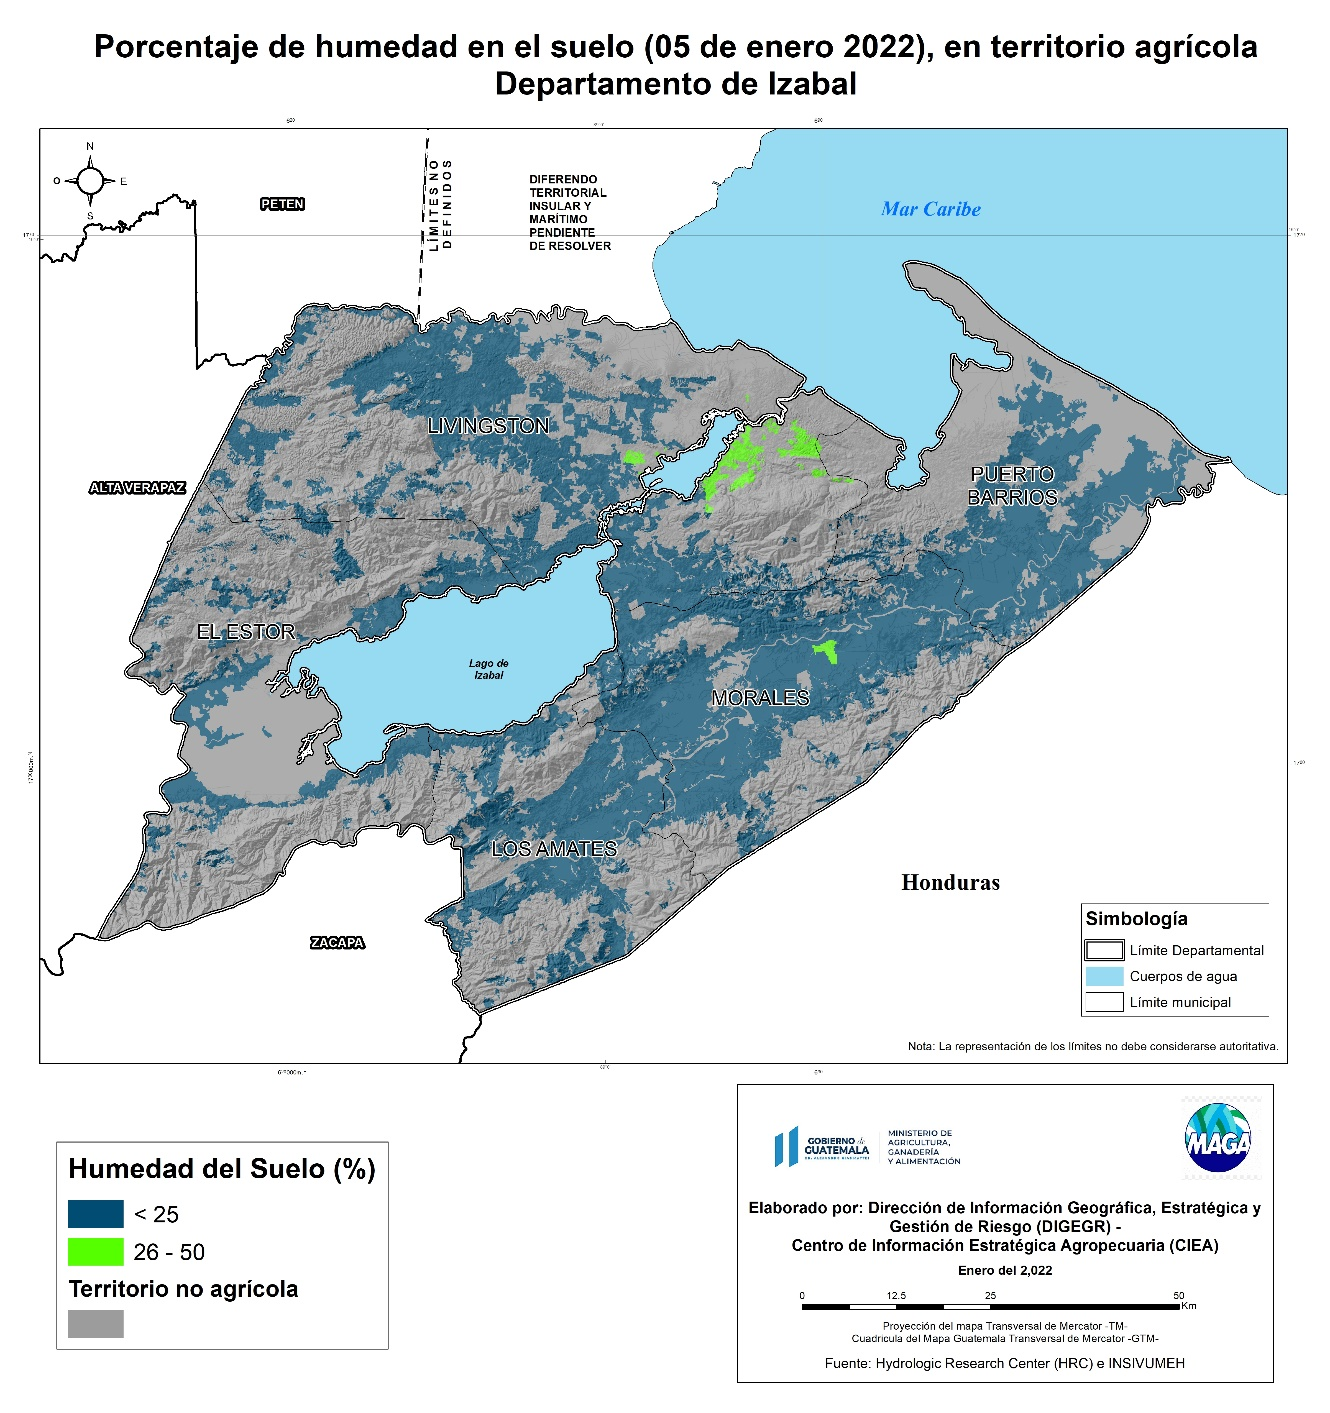 Porcentaje de humedad en el suelo (05 de enero 2022), en territorio agrícola
Departamento de Izabal
N
O
E
S
PETEN
LÍMITES NO
DEFINIDOS
DIFERENDO
TERRITORIAL
INSULAR Y
MARÍTIMO
PENDIENTE
DE RESOLVER
Mar Caribe
LIVINGSTON
ALTA VERAPAZ
PUERTO
BARRIOS
EL ESTOR
Lago de
Izabal
MORALES
LOS AMATES
Honduras
ZACAPA
Simbología
Límite Departamental
Cuerpos de agua
Límite municipal
Nota: La representación de los límites no debe considerarse autoritativa.
Humedad del Suelo (%)
< 25
26 - 50
Territorio no agrícola
GOBIERNO de
GUATEMALA
MINISTERIO DE
AGRICULTURA,
GANADERÍA
Y ALIMENTACIÓN
MAGA
Elaborado por: Dirección de Información Geográfica, Estratégica y
Gestión de Riesgo (DIGEGR) -
Centro de Información Estratégica Agropecuaria (CIEA)
Enero del 2,022
0 12.5 25 50
Km
Proyección del mapa Transversal de Mercator -TM-
Cuadricula del Mapa Guatemala Transversal de Mercator -GTM-
Fuente: Hydrologic Research Center (HRC) e INSIVUMEH